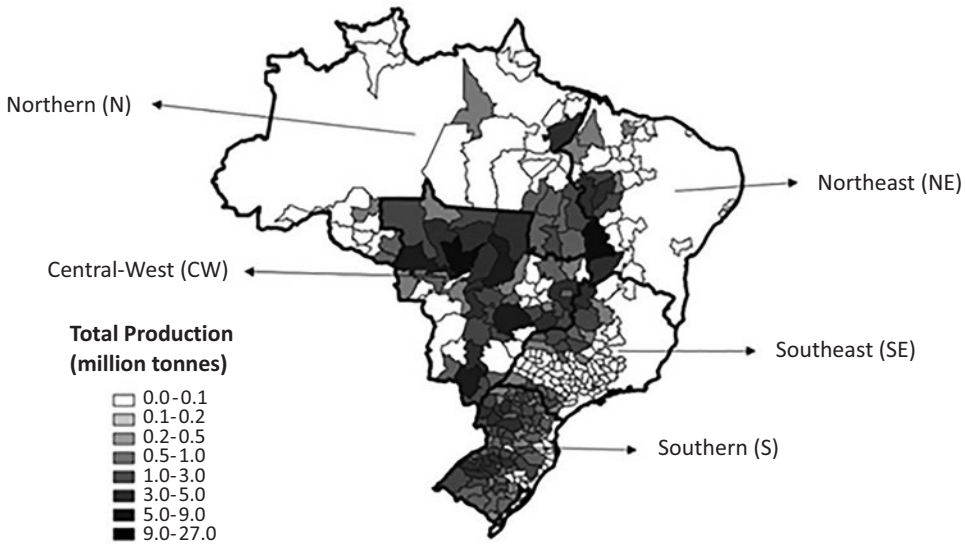 Northern (N)
Northeast (NE)
Central-West (CW)
Total Production
(million tonnes)
Southeast (SE)
0.0-0.1
0.1-0.2
0.2-0.5
0.5-1.0
1.0-3.0
3.0-5.0
5.0-9.0
9.0-27.0
Southern (S)